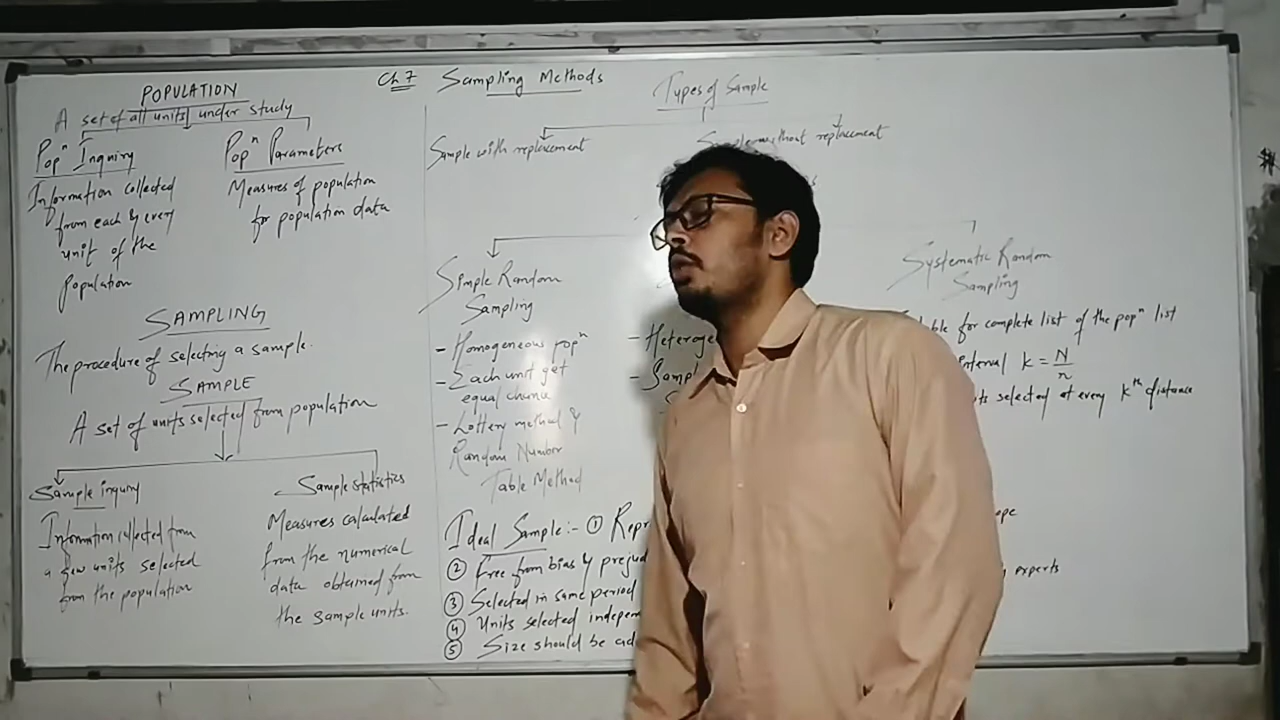 Ch 7 Sampling Methods
POPULATION
A set of all units under study
Popⁿ Inquiry
Information collected
from each & every
unit of the
population
Popⁿ Parameters
Measures of population
for population data
SAMPLING
The procedure of selecting a sample.
SAMPLE
A set of units selected from population
Sample inquiry
Information collected from
a few units selected
from the population
Sample statistics
Measures calculated
from the numerical
data obtained from
the sample units.
Types of Sample
Sample with replacement
Sample without replacement
Simple Random
Sampling
- Homogeneous popⁿ
- Each unit get
equal chance
- Lottery method &
Random Number
Table Method
- Heteroge
- Sampl
Systematic Random
Sampling
for complete list of the popⁿ list
k = N/n
selected at every kᵗʰ distance
Ideal Sample:- ① Repr
② Free from bias & prejud
③ Selected in same period
④ Units selected indepen
⑤ Size should be ad
experts